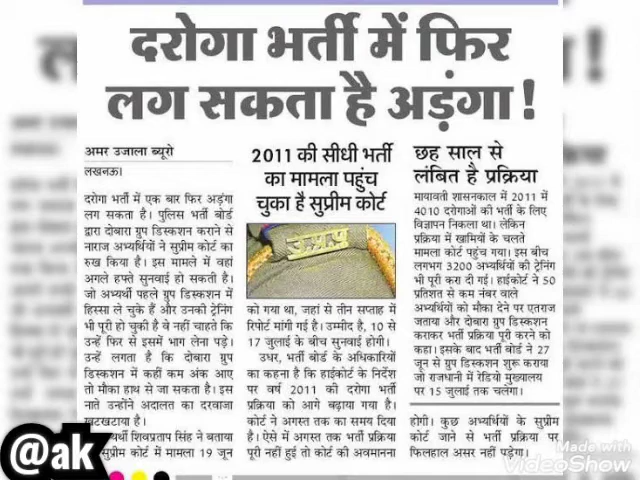 दरोगा भर्ती में फिर
लग सकता है अड़ंगा!
अमर उजाला ब्यूरो
लखनऊ।
दरोगा भर्ती में एक बार फिर अड़ंगा
लग सकता है। पुलिस भर्ती बोर्ड
द्वारा दोबारा ग्रुप डिस्कशन कराने से
नाराज अभ्यर्थियों ने सुप्रीम कोर्ट का
रुख किया है। इस मामले में वहां
अगले हफ्ते सुनवाई हो सकती है।
जो अभ्यर्थी पहले ग्रुप डिस्कशन में
हिस्सा ले चुके हैं और उनकी ट्रेनिंग
भी पूरी हो चुकी है वे नहीं चाहते कि
उन्हें फिर से इसमें भाग लेना पड़े।
उन्हें लगता है कि दोबारा ग्रुप
डिस्कशन में कहीं कम अंक आए
तो मौका हाथ से जा सकता है। इस
नाते उन्होंने अदालत का दरवाजा
खटखटाया है।
शिवप्रताप सिंह ने बताया
सुप्रीम कोर्ट में मामला 19 जून
2011 की सीधी भर्ती
का मामला पहुंच
चुका है सुप्रीम कोर्ट
को गया था, जहां से तीन सप्ताह में
रिपोर्ट मांगी गई है। उम्मीद है, 10 से
17 जुलाई के बीच सुनवाई होगी।
उधर, भर्ती बोर्ड के अधिकारियों
का कहना है कि हाईकोर्ट के निर्देश
पर वर्ष 2011 की दरोगा भर्ती
प्रक्रिया को आगे बढ़ाया गया है।
कोर्ट ने अगस्त तक का समय दिया
है। ऐसे में अगस्त तक भर्ती प्रक्रिया
पूरी नहीं हुई तो कोर्ट की अवमानना
छह साल से
लंबित है प्रक्रिया
मायावती शासनकाल में 2011 में
4010 दरोगाओं की भर्ती के लिए
विज्ञापन निकला था। लेकिन
प्रक्रिया में खामियों के चलते
मामला कोर्ट पहुंच गया। इस बीच
लगभग 3200 अभ्यर्थियों की ट्रेनिंग
भी पूरी करा दी गई। हाईकोर्ट ने 50
प्रतिशत से कम नंबर वाले
अभ्यर्थियों को मौका देने पर एतराज
जताया और दोबारा ग्रुप डिस्कशन
कराकर भर्ती प्रक्रिया पूरी करने को
कहा। इसके बाद भर्ती बोर्ड ने 27
जून से ग्रुप डिस्कशन शुरू कराया
जो राजधानी में रेडियो मुख्यालय
पर 15 जुलाई तक चलेगा।
होगी। कुछ अभ्यर्थियों के सुप्रीम
कोर्ट जाने से भर्ती प्रक्रिया पर
फिलहाल असर नहीं पड़ेगा।
@ak
Made with
VideoShow